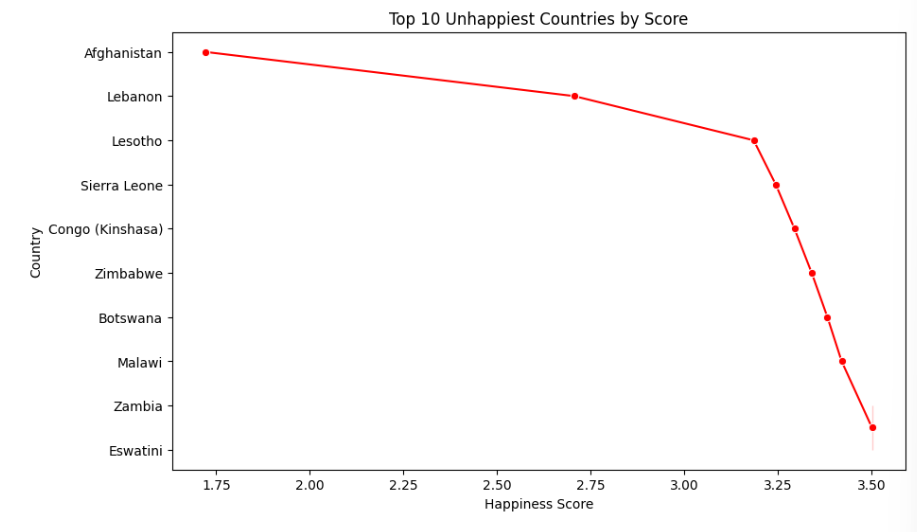 Top 10 Unhappiest Countries by Score
Afghanistan
Lebanon
Lesotho
Sierra Leone
Congo (Kinshasa)
Zimbabwe
Botswana
Malawi
Zambia
Eswatini
Country
1.75 2.00 2.25 2.50 2.75 3.00 3.25 3.50
Happiness Score